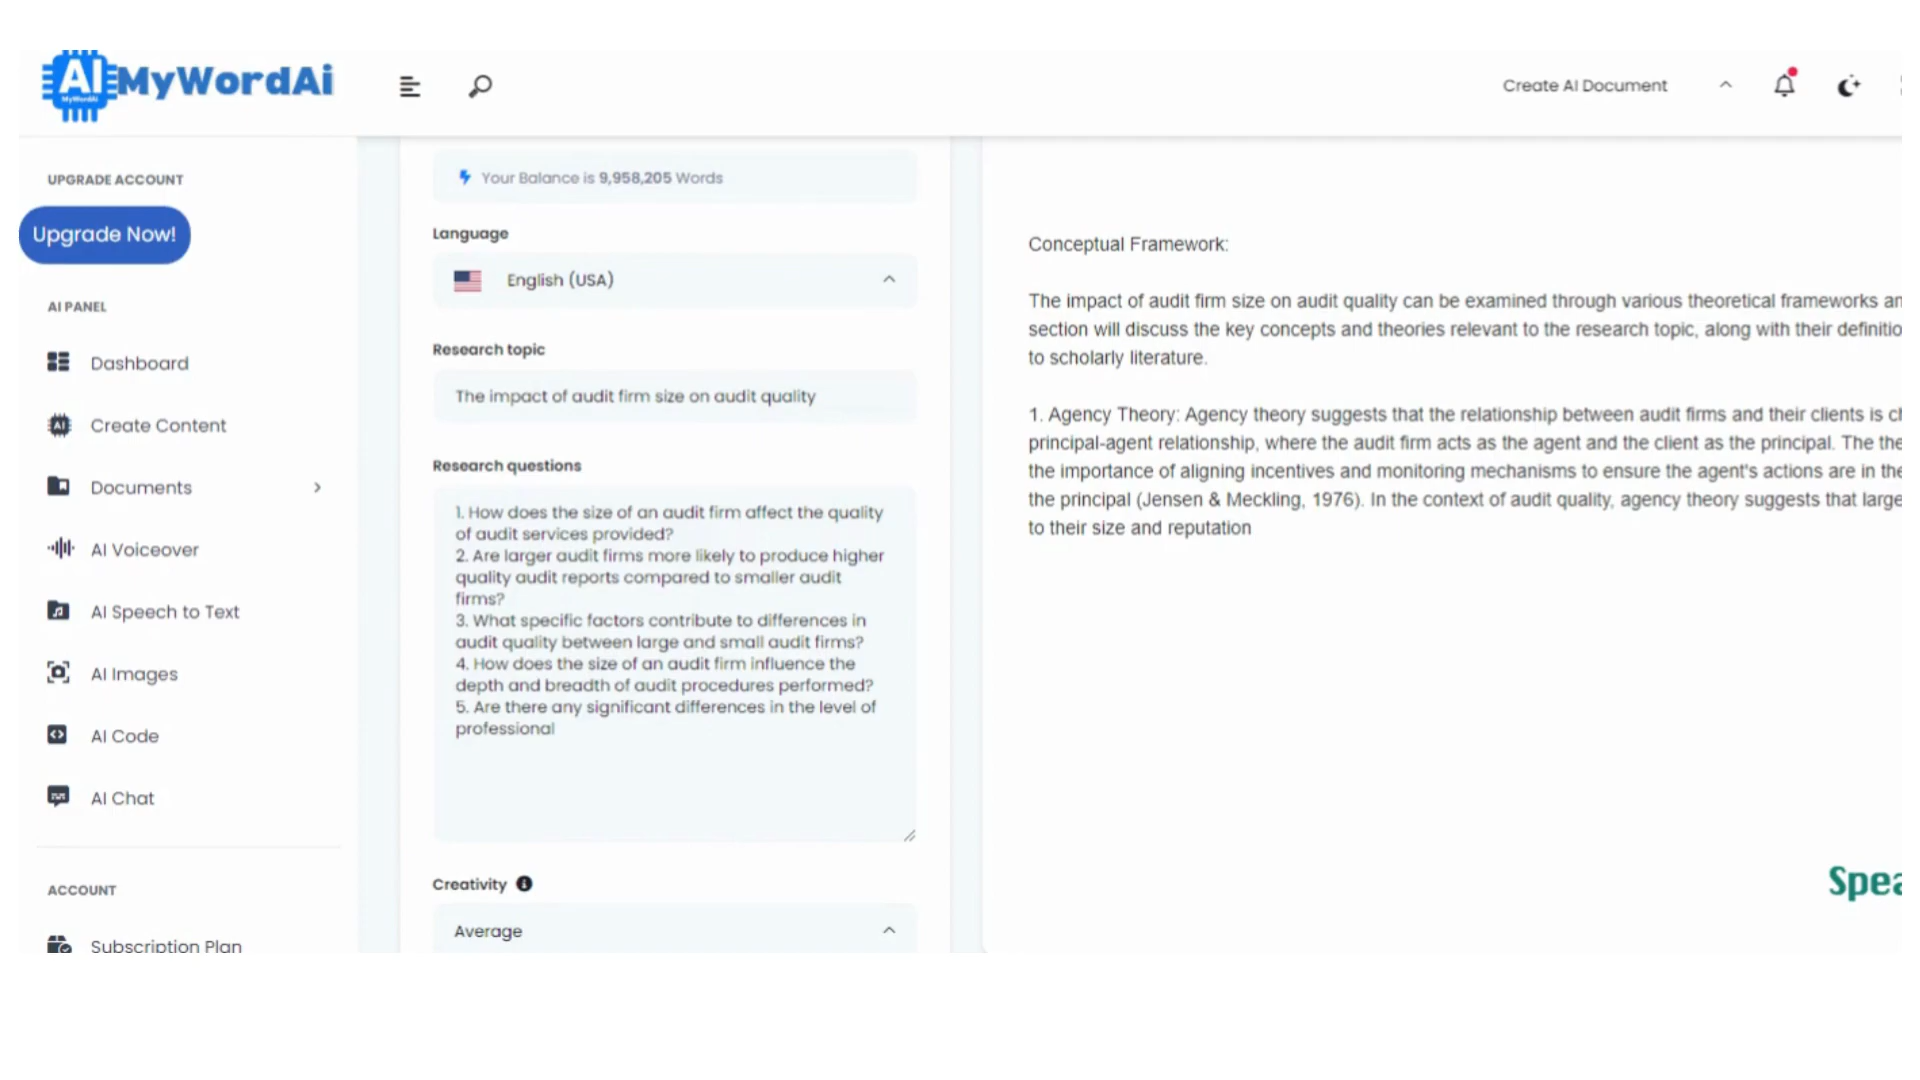 AI MyWordAi
MyWordAi
Create AI Document
UPGRADE ACCOUNT
Upgrade Now!
AI PANEL
Dashboard
AI Create Content
Documents
AI Voiceover
AI Speech to Text
AI Images
AI Code
AI Chat
ACCOUNT
Subscription Plan
Your Balance is 9,958,205 Words
Language
English (USA)
Research topic
The impact of audit firm size on audit quality
Research questions
1. How does the size of an audit firm affect the quality
of audit services provided?
2. Are larger audit firms more likely to produce higher
quality audit reports compared to smaller audit
firms?
3. What specific factors contribute to differences in
audit quality between large and small audit firms?
4. How does the size of an audit firm influence the
depth and breadth of audit procedures performed?
5. Are there any significant differences in the level of
professional
Creativity
Average
Conceptual Framework:
The impact of audit firm size on audit quality can be examined through various theoretical frameworks an
section will discuss the key concepts and theories relevant to the research topic, along with their definitio
to scholarly literature.
1. Agency Theory: Agency theory suggests that the relationship between audit firms and their clients is c
principal-agent relationship, where the audit firm acts as the agent and the client as the principal. The the
the importance of aligning incentives and monitoring mechanisms to ensure the agent's actions are in the
the principal (Jensen & Meckling, 1976). In the context of audit quality, agency theory suggests that large
to their size and reputation
Spea